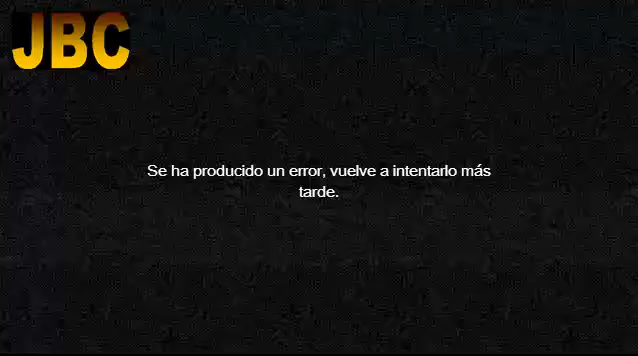 JBC
Se ha producido un error, vuelve a intentarlo más
tarde.